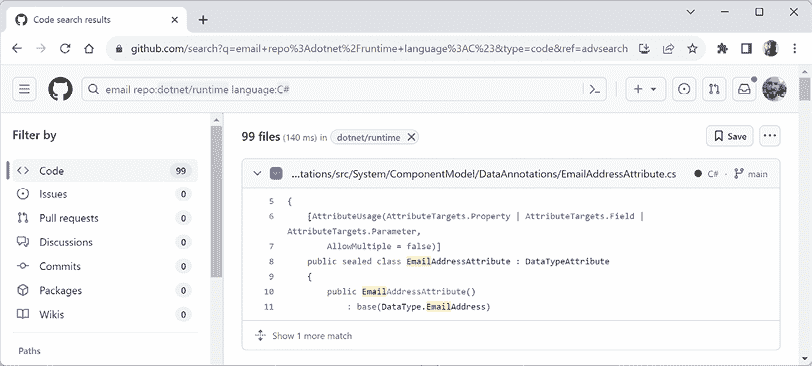 Code search results
github.com/search?q=email+repo%3Adotnet%2Fruntime+language%3AC%23&type=code&ref=advsearch
email repo:dotnet/runtime language:C#
Filter by
Code 99
Issues 0
Pull requests 0
Discussions 0
Commits 0
Packages 0
Wikis 0
Paths
99 files (140 ms) in dotnet/runtime
Save
...tations/src/System/ComponentModel/DataAnnotations/EmailAddressAttribute.cs C# · main
5 {
6 [AttributeUsage(AttributeTargets.Property | AttributeTargets.Field |
AttributeTargets.Parameter,
7 AllowMultiple = false)]
8 public sealed class EmailAddressAttribute : DataTypeAttribute
9 {
10 public EmailAddressAttribute()
11 : base(DataType.EmailAddress)
Show 1 more match